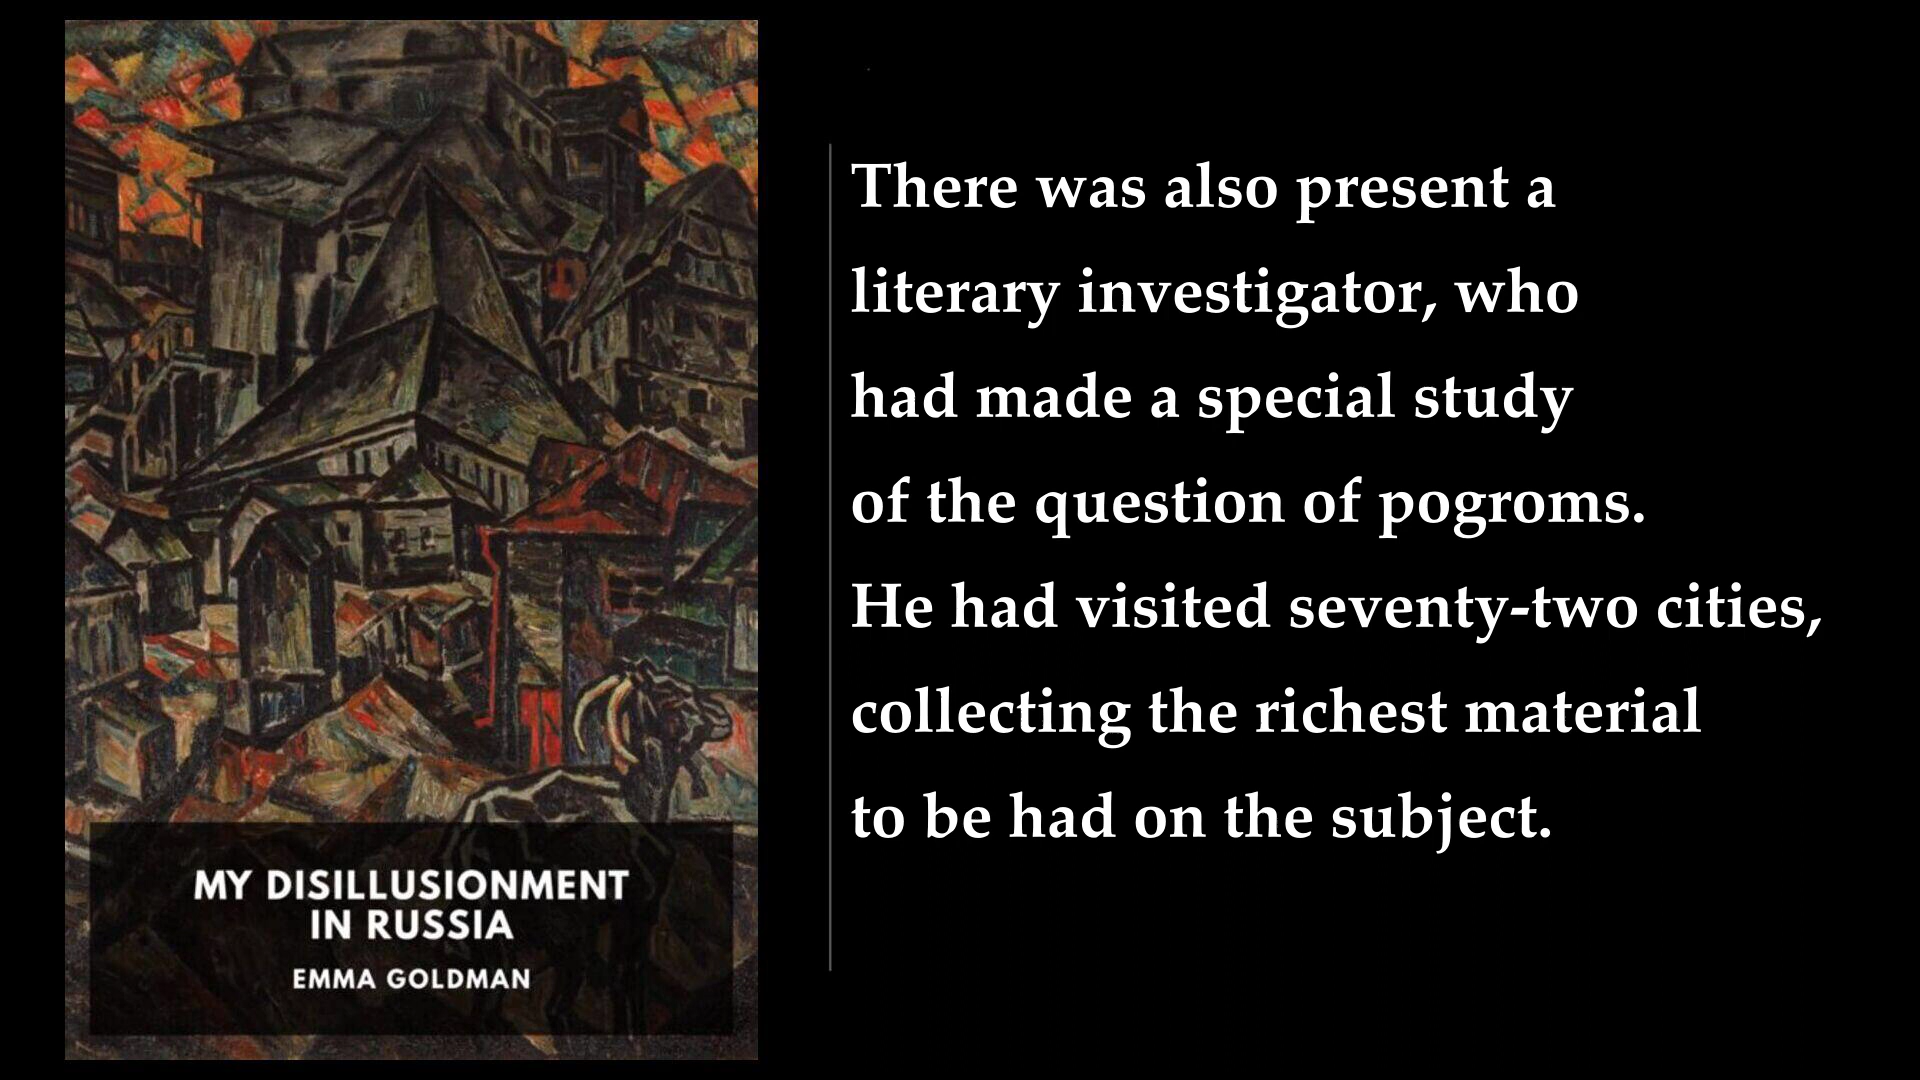 MY DISILLUSIONMENT
IN RUSSIA
EMMA GOLDMAN
There was also present a
literary investigator, who
had made a special study
of the question of pogroms.
He had visited seventy-two cities,
collecting the richest material
to be had on the subject.